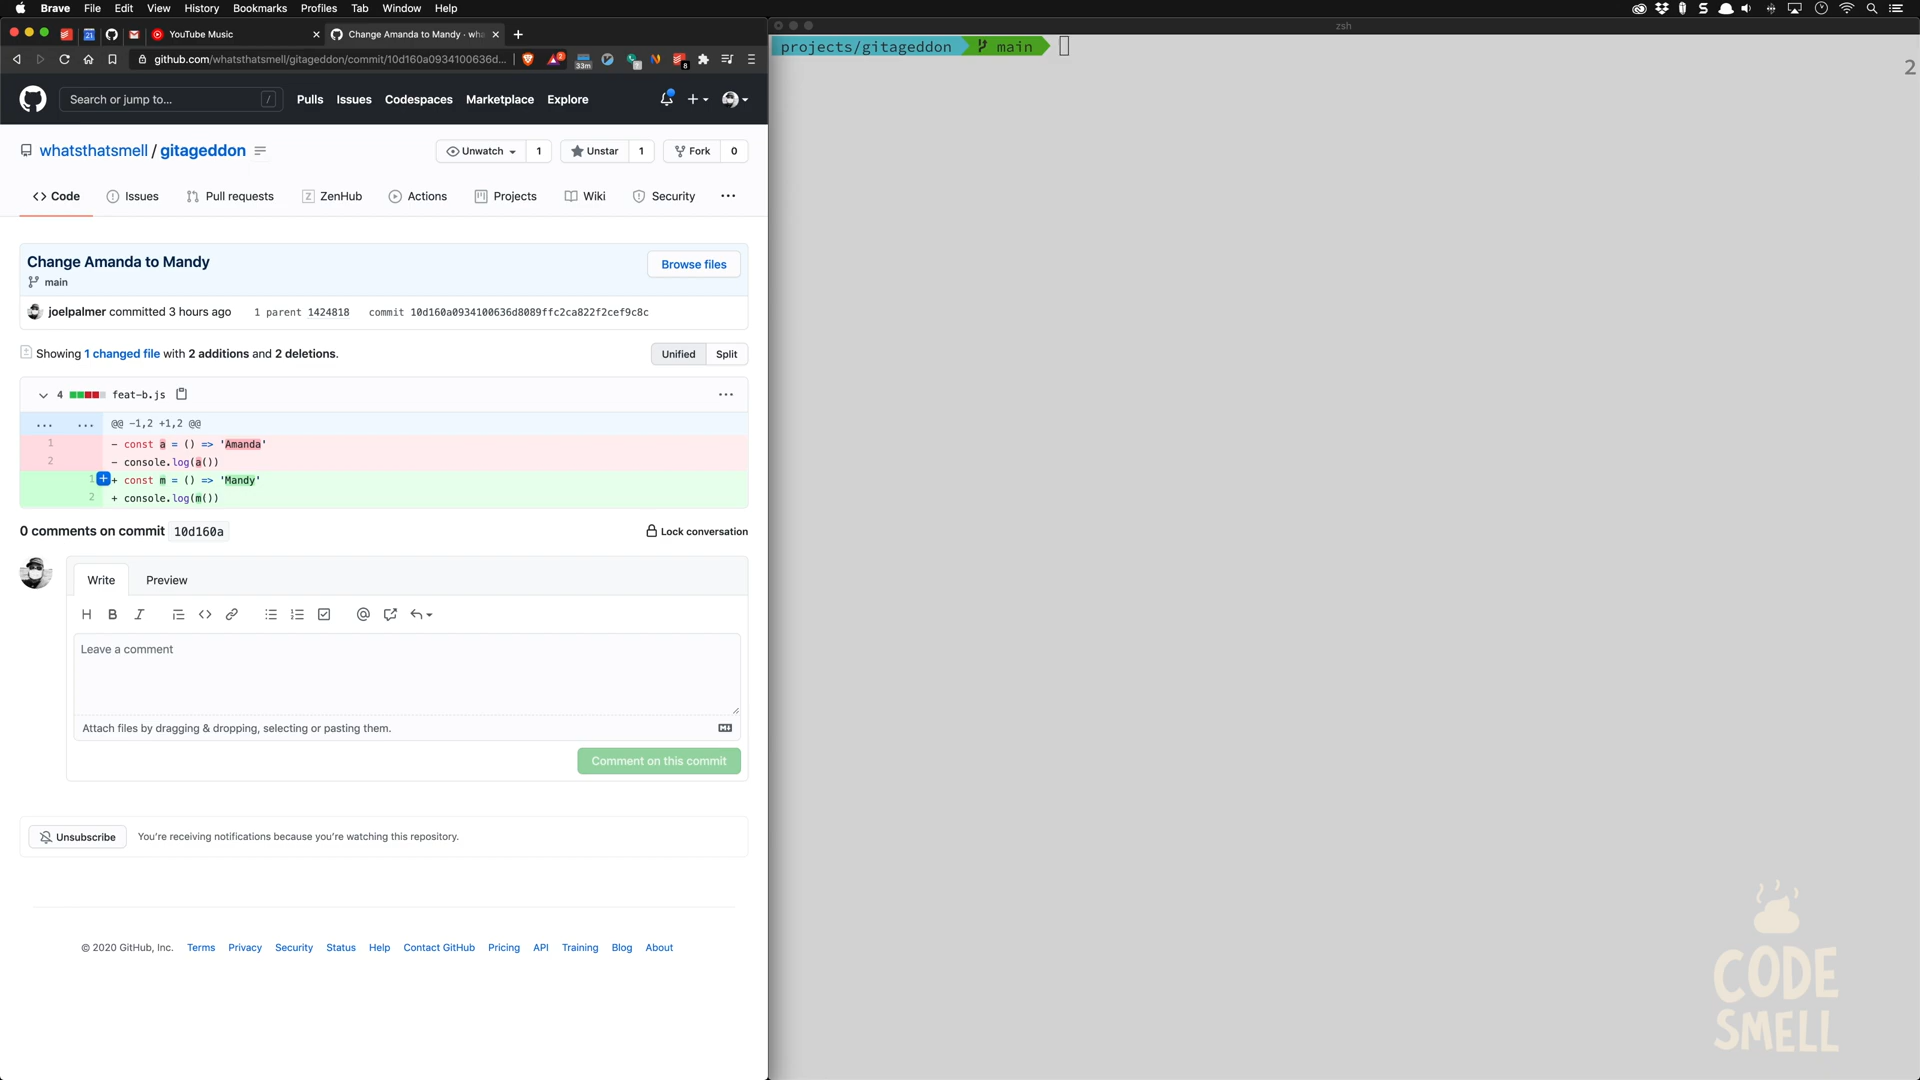 Brave File Edit View History Bookmarks Profiles Tab Window Help
YouTube Music
Change Amanda to Mandy · wha
zsh
github.com/whatsthatsmell/gitageddon/commit/10d160a0934100636d...
33m
8
projects/gitageddon main
2
Search or jump to... /
Pulls Issues Codespaces Marketplace Explore
whatsthatsmell / gitageddon
Unwatch 1 Unstar 1 Fork 0
Code Issues Pull requests ZenHub Actions Projects Wiki Security ...
Change Amanda to Mandy
Browse files
main
joelpalmer committed 3 hours ago 1 parent 1424818 commit 10d160a0934100636d8089ffc2ca822f2cef9c8c
Showing 1 changed file with 2 additions and 2 deletions.
Unified Split
4 feat-b.js ...
... ... @@ -1,2 +1,2 @@
1 - const a = () => 'Amanda'
2 - console.log(a())
1 + const m = () => 'Mandy'
2 + console.log(m())
0 comments on commit 10d160a
Lock conversation
Write Preview
Leave a comment
Attach files by dragging & dropping, selecting or pasting them.
Comment on this commit
Unsubscribe You're receiving notifications because you're watching this repository.
© 2020 GitHub, Inc. Terms Privacy Security Status Help Contact GitHub Pricing API Training Blog About
CODE
SMELL